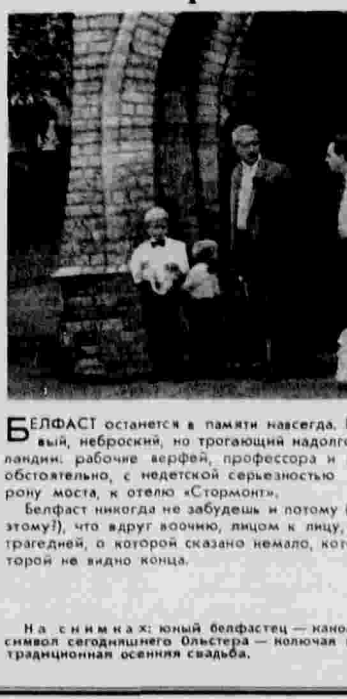 БЕЛФАСТ останется в памяти навсегда.
вый, неброский, но трогающий надолго
ландии: рабочие верфей, профессора и
обстоятельно, с недетской серьезностью
рону моста, к отелю «Стормонт».
Белфаст никогда не забудешь и потому
этому?), что вдруг воочию, лицом к лицу,
трагедией, о которой сказано немало, кот
торой не видно конца.
На снимках: юный белфастец — кано
символ сегодняшнего Ольстера — колючая
традиционная осенняя свадьба.